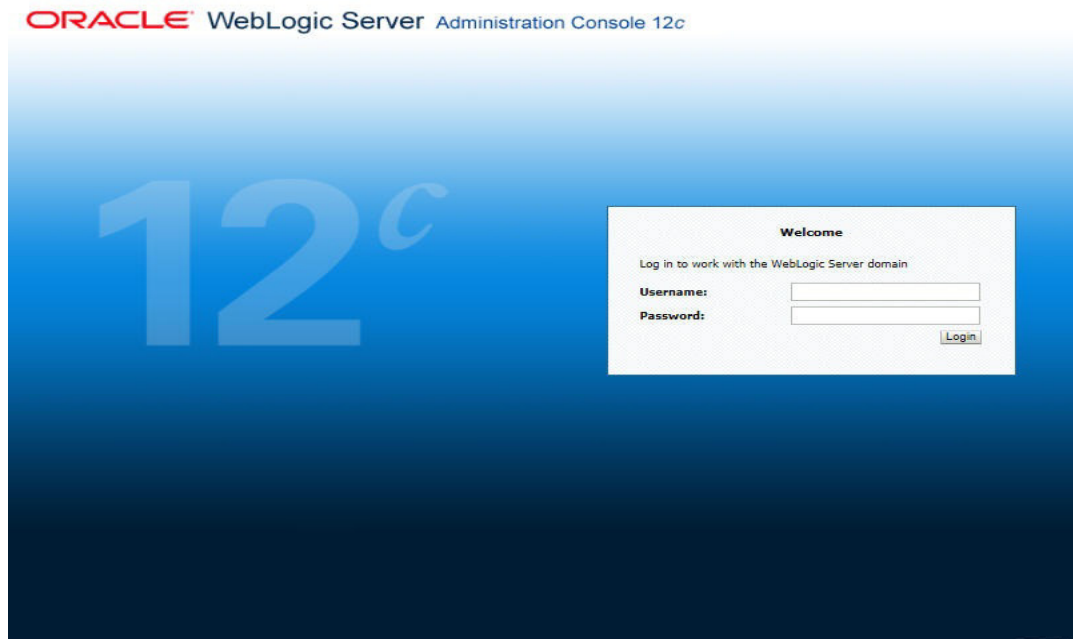 ORACLE WebLogic Server Administration Console 12c
12c
Welcome
Log in to work with the WebLogic Server domain
Username:
Password:
Login